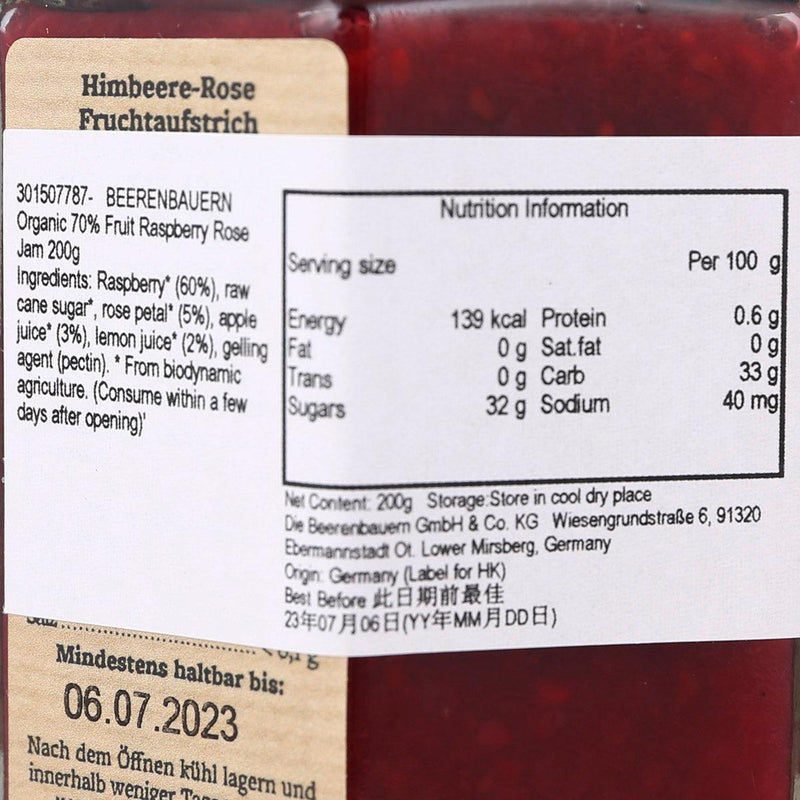 Himbeere-Rose
Fruchtaufstrich
301507787- BEERENBAUERN
Organic 70% Fruit Raspberry Rose
Jam 200g
Ingredients: Raspberry* (60%), raw
cane sugar*, rose petal* (5%), apple
juice* (3%), lemon juice* (2%), gelling
agent (pectin). * From biodynamic
agriculture. (Consume within a few
days after opening)'
Nutrition Information
Serving size Per 100 g
Energy 139 kcal Protein 0.6 g
Fat 0 g Sat.fat 0 g
Trans 0 g Carb 33 g
Sugars 32 g Sodium 40 mg
Net Content: 200g Storage:Store in cool dry place
Die Beerenbauern GmbH & Co. KG Wiesengrundstraße 6, 91320
Ebermannstadt Ot. Lower Mirsberg, Germany
Origin: Germany (Label for HK)
Best Before 此日期前最佳
23年07月06日(YY年MM月DD日)
Mindestens haltbar bis:
06.07.2023
Nach dem Öffnen kühl lagern und
innerhalb weniger